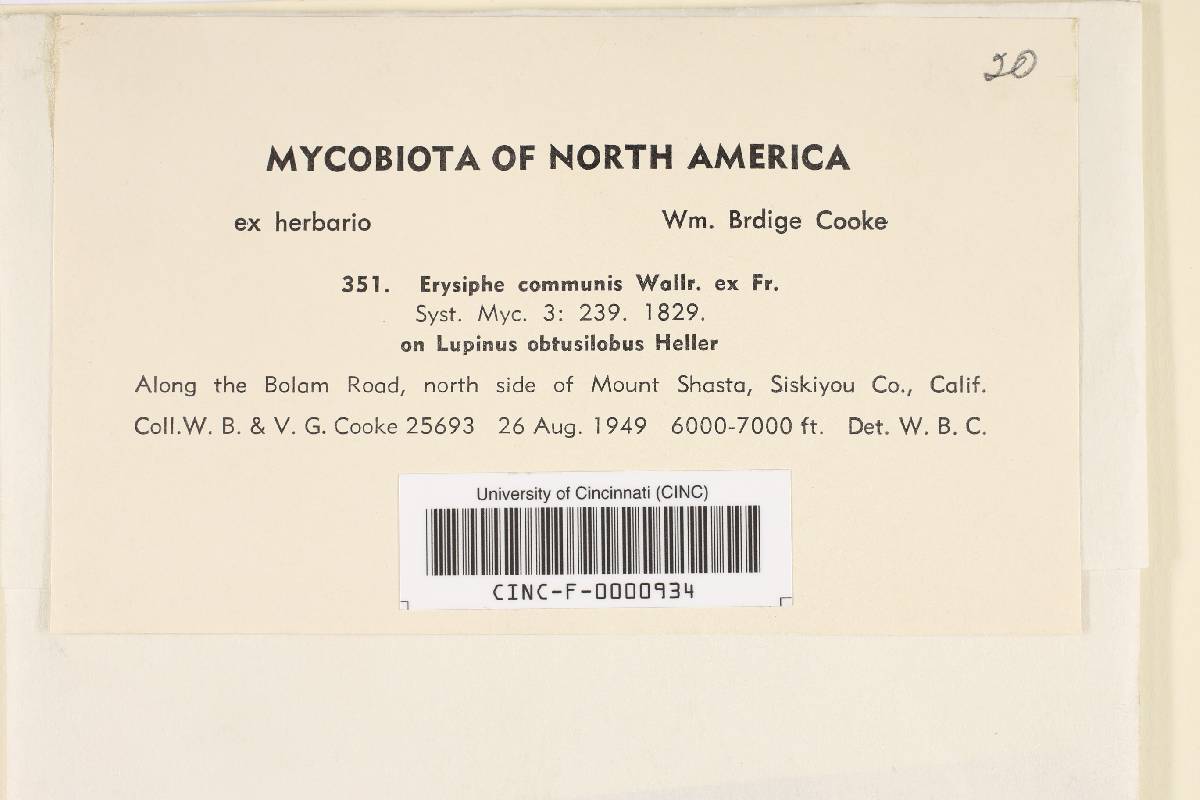 20
MYCOBIOTA OF NORTH AMERICA
ex herbario Wm. Brdige Cooke
351. Erysiphe communis Wallr. ex Fr.
Syst. Myc. 3: 239. 1829.
on Lupinus obtusilobus Heller
Along the Bolam Road, north side of Mount Shasta, Siskiyou Co., Calif.
Coll.W. B. & V. G. Cooke 25693 26 Aug. 1949 6000-7000 ft. Det. W. B. C.
University of Cincinnati (CINC)
CINC-F-0000934